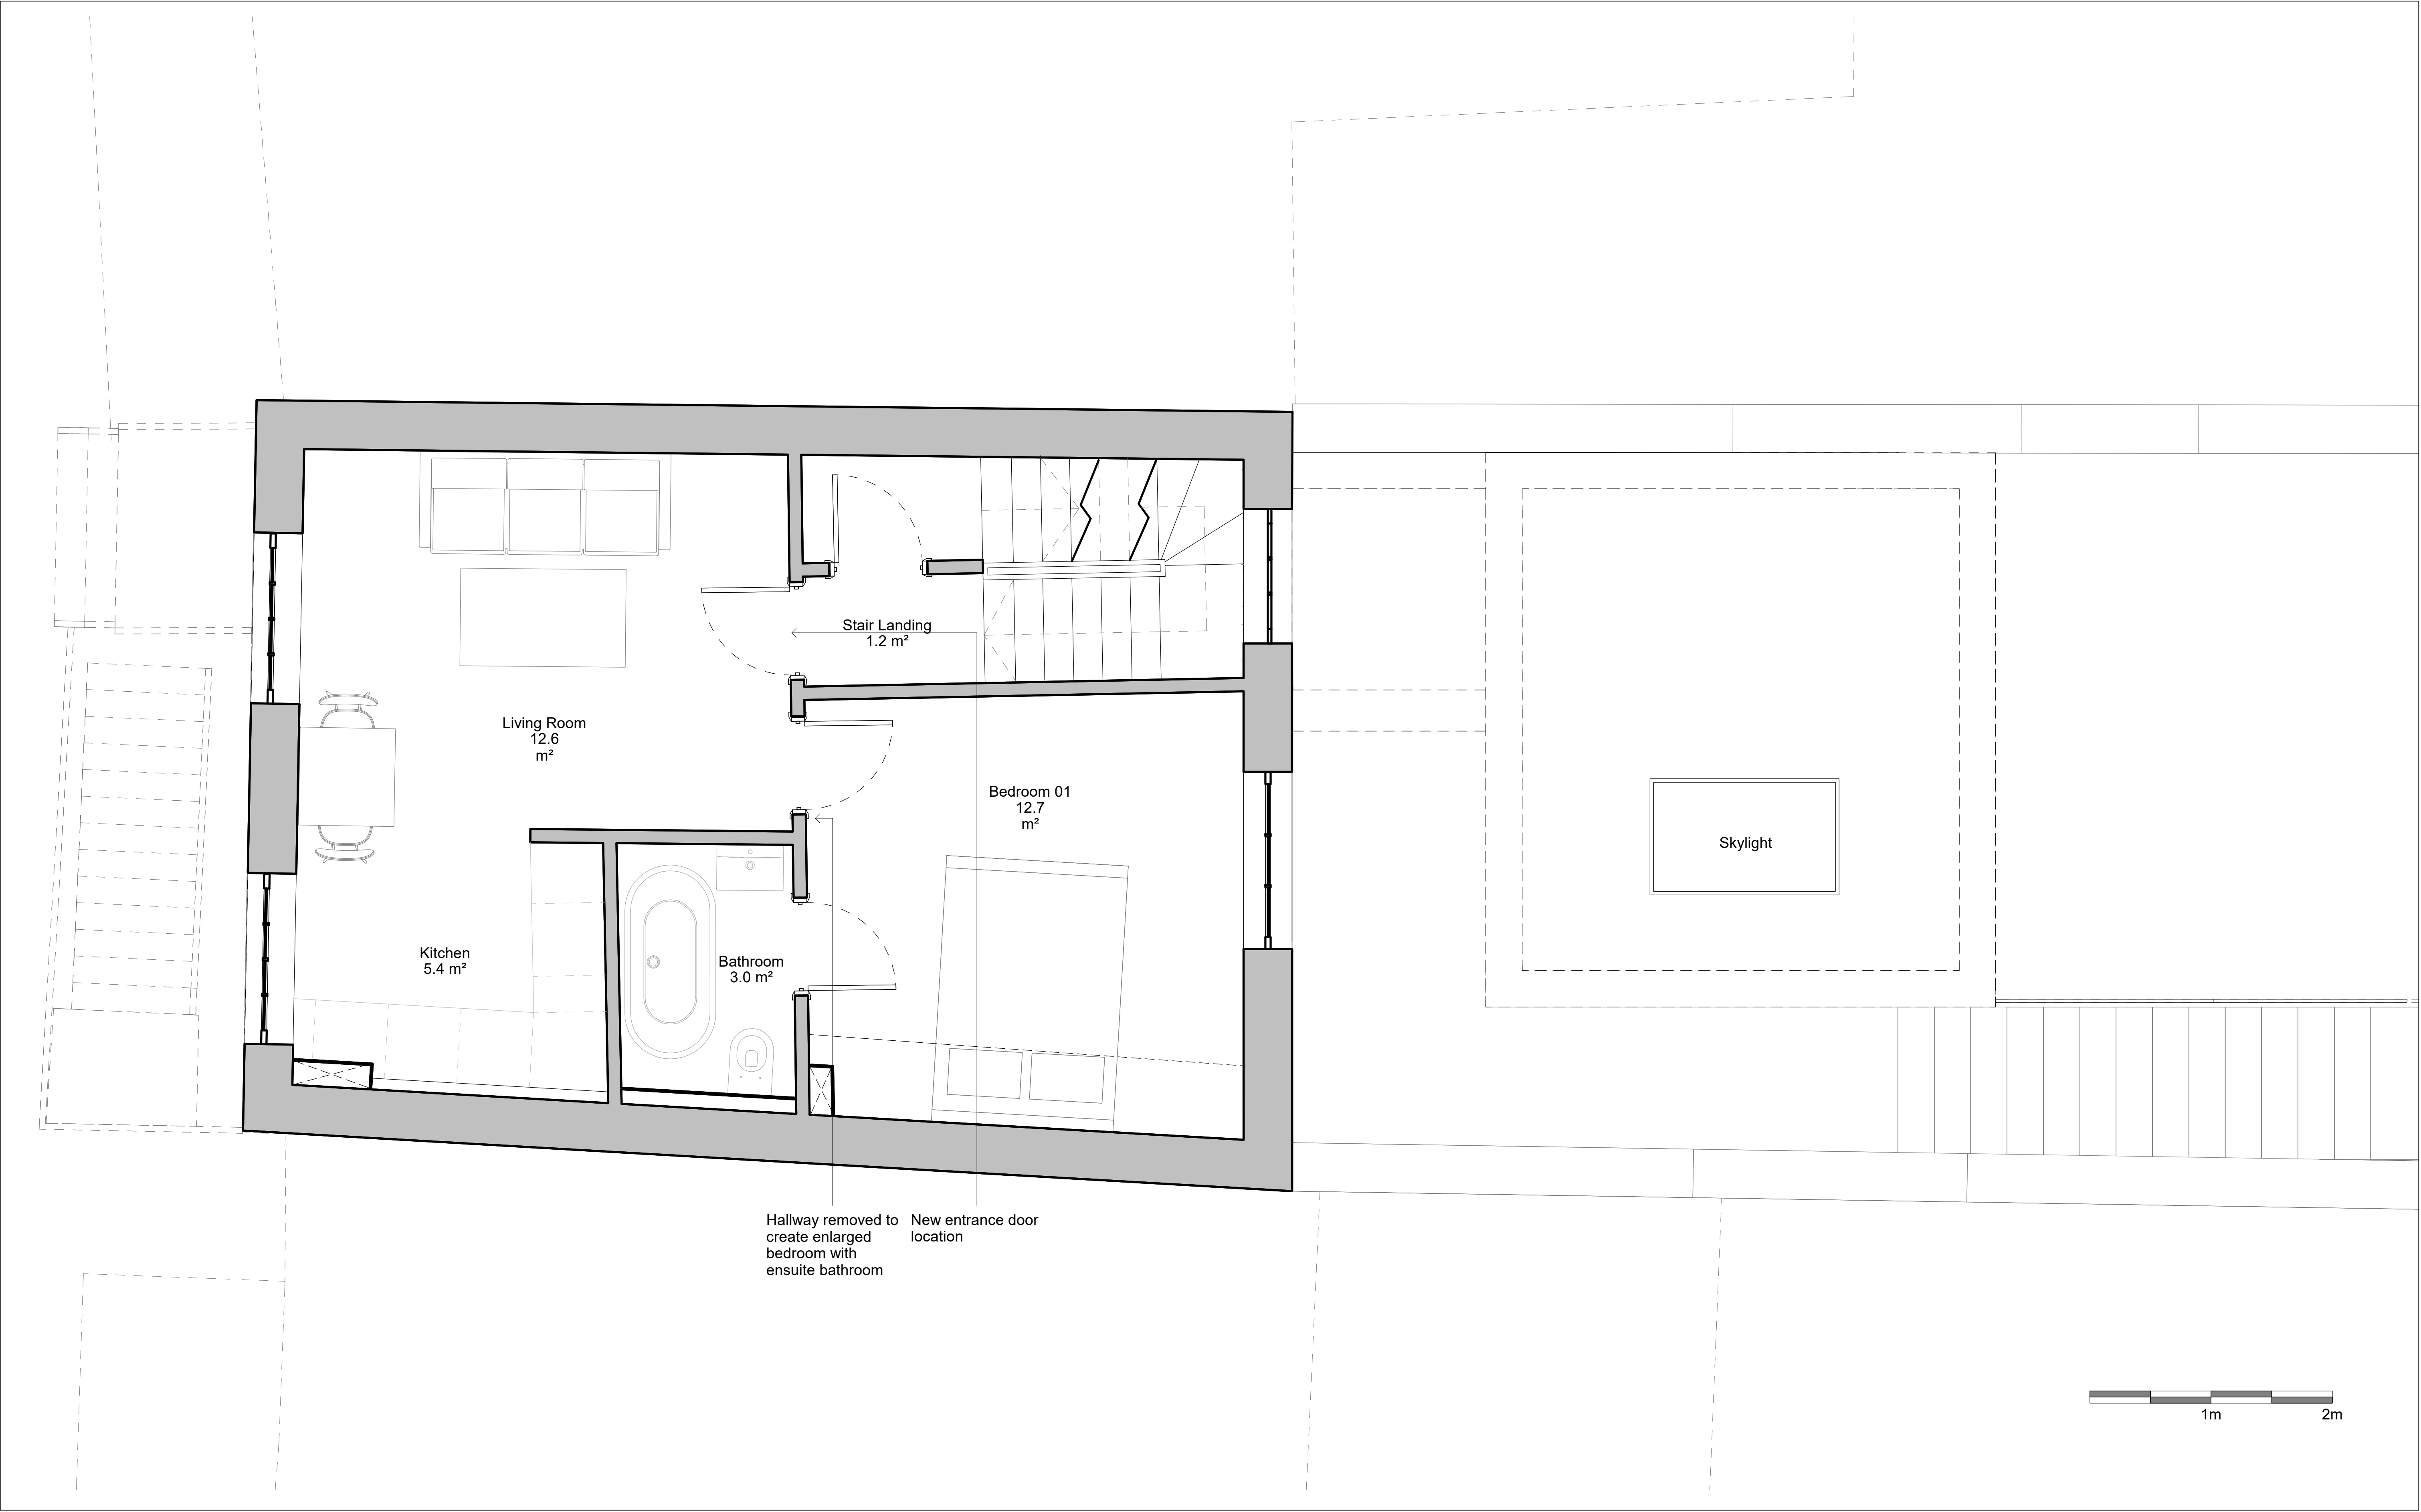 Stair Landing
1.2 m²
Living Room
12.6
m²
Bedroom 01
12.7
m²
Skylight
Kitchen
5.4 m²
Bathroom
3.0 m²
Hallway removed to
create enlarged
bedroom with
ensuite bathroom
New entrance door
location
1m
2m